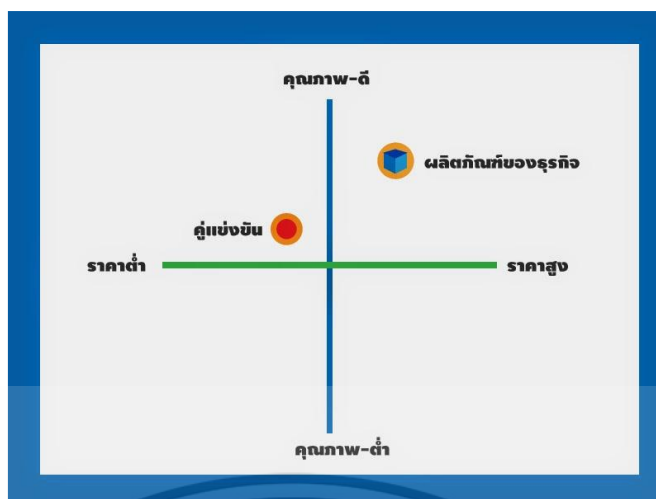 คุณภาพ-ดี
ผลิตภัณฑ์ของธุรกิจ
คู่แข่งขัน
ราคาต่ำ
ราคาสูง
คุณภาพ-ต่ำ